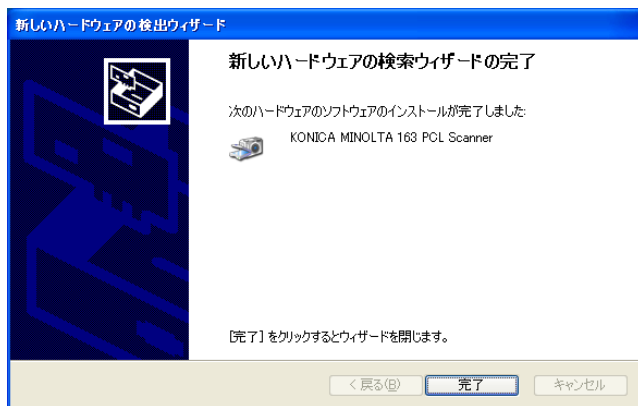 新しいハードウェアの検出ウィザード
新しいハードウェアの検索ウィザードの完了
次のハードウェアのソフトウェアのインストールが完了しました:
KONICA MINOLTA 163 PCL Scanner
[完了] をクリックするとウィザードを閉じます。
< 戻る(B) 完了 キャンセル